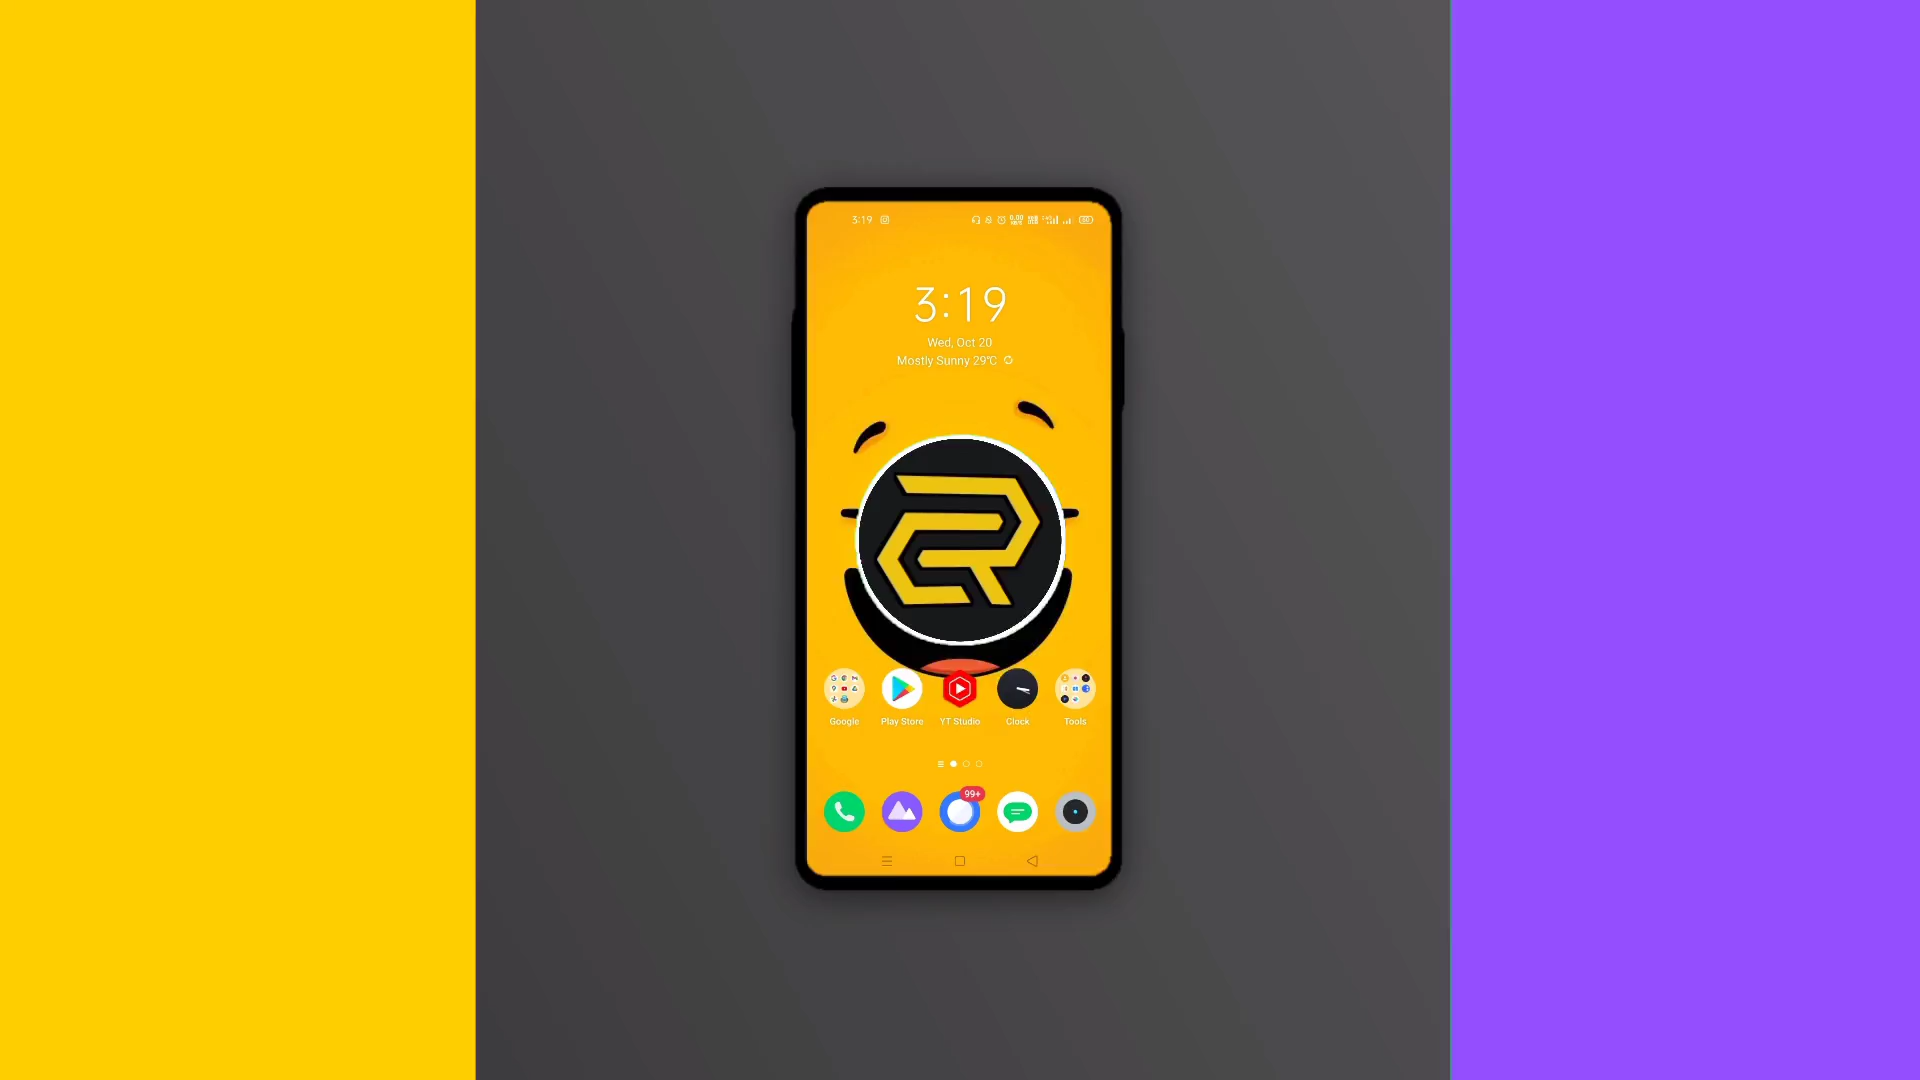 3:19
3:19
Wed, Oct 20
Mostly Sunny 29°C
Google
Play Store
YT Studio
Clock
Tools
99+